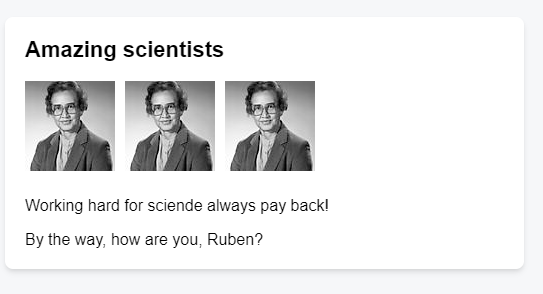 Amazing scientists
Working hard for sciende always pay back!
By the way, how are you, Ruben?